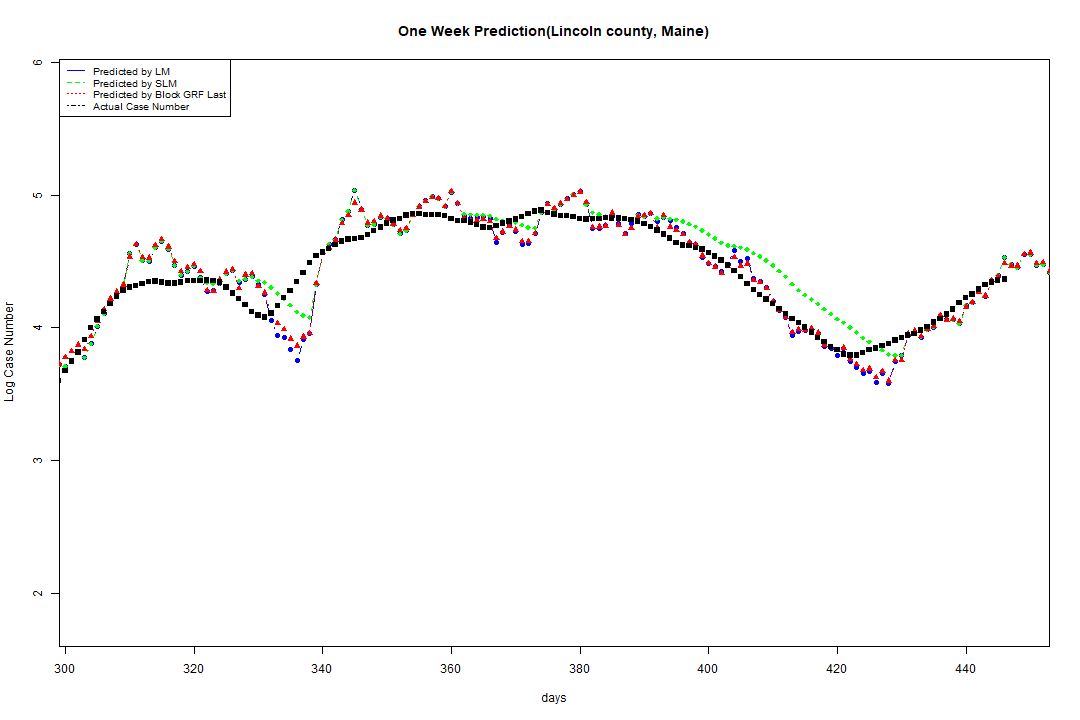 One Week Prediction(Lincoln county, Maine)
Predicted by LM
Predicted by SLM
Predicted by Block GRF Last
Actual Case Number
6
5
4
3
2
Log Case Number
300 320 340 360 380 400 420 440
days